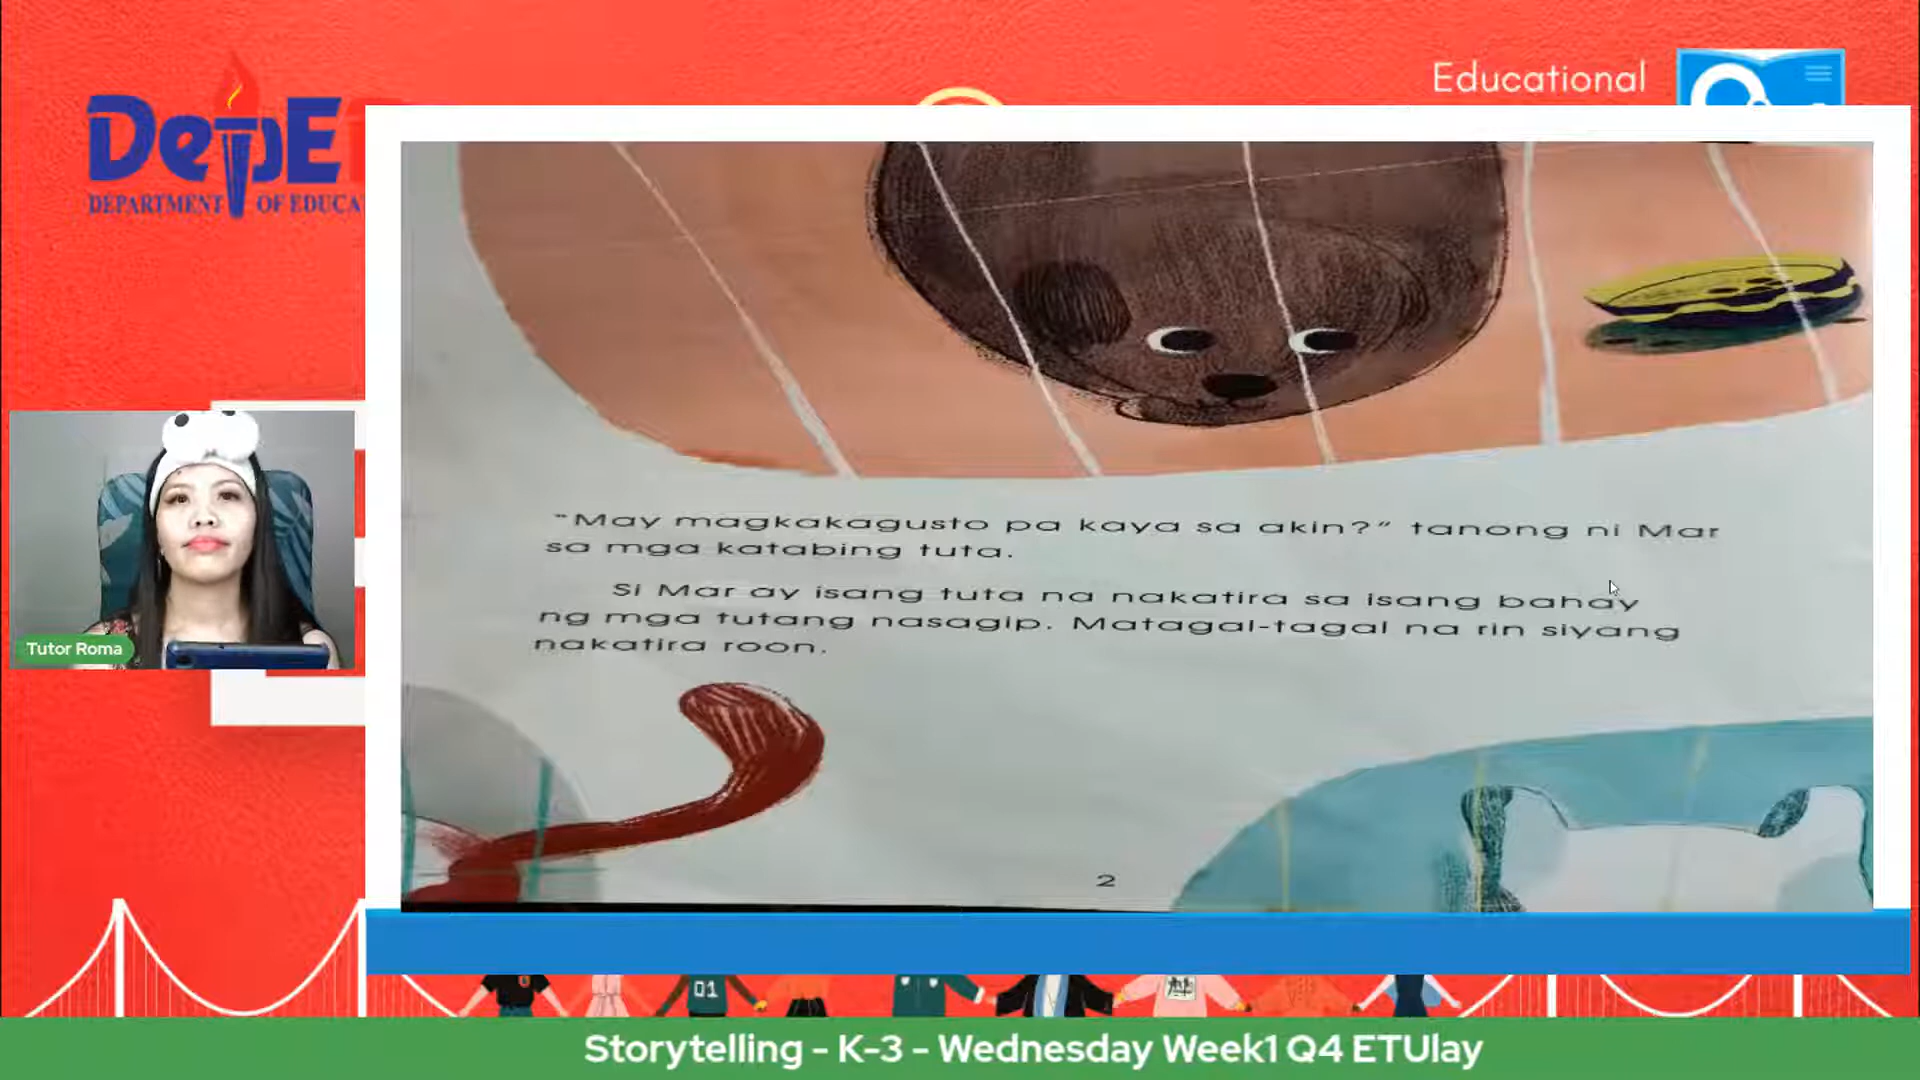 DepE
DEPARTMENT OF EDUCA
Educational
"May magkakagusto pa kaya sa akin?" tanong ni Mar
sa mga katabing tuta.
Si Mar ay isang tuta na nakatira sa isang bahay
ng mga tutang nasagip. Matagal-tagal na rin siyang
nakatira roon.
Tutor Roma
2
01
Storytelling - K-3 - Wednesday Week1 Q4 ETUlay